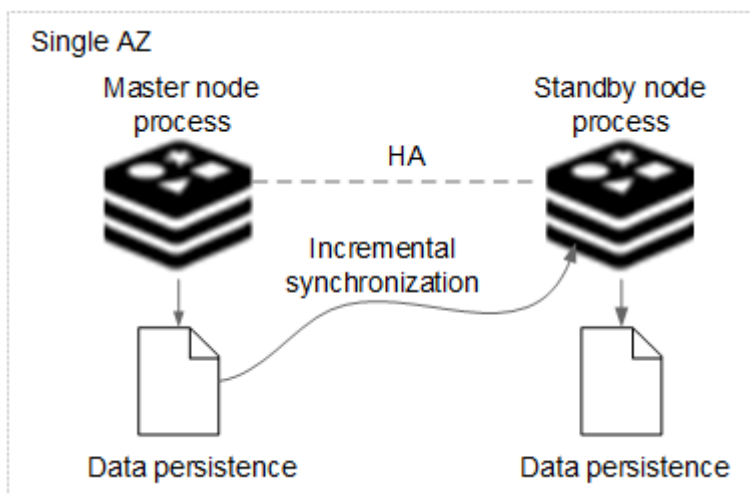 Single AZ
Master node
process
Standby node
process
HA
Incremental
synchronization
Data persistence
Data persistence